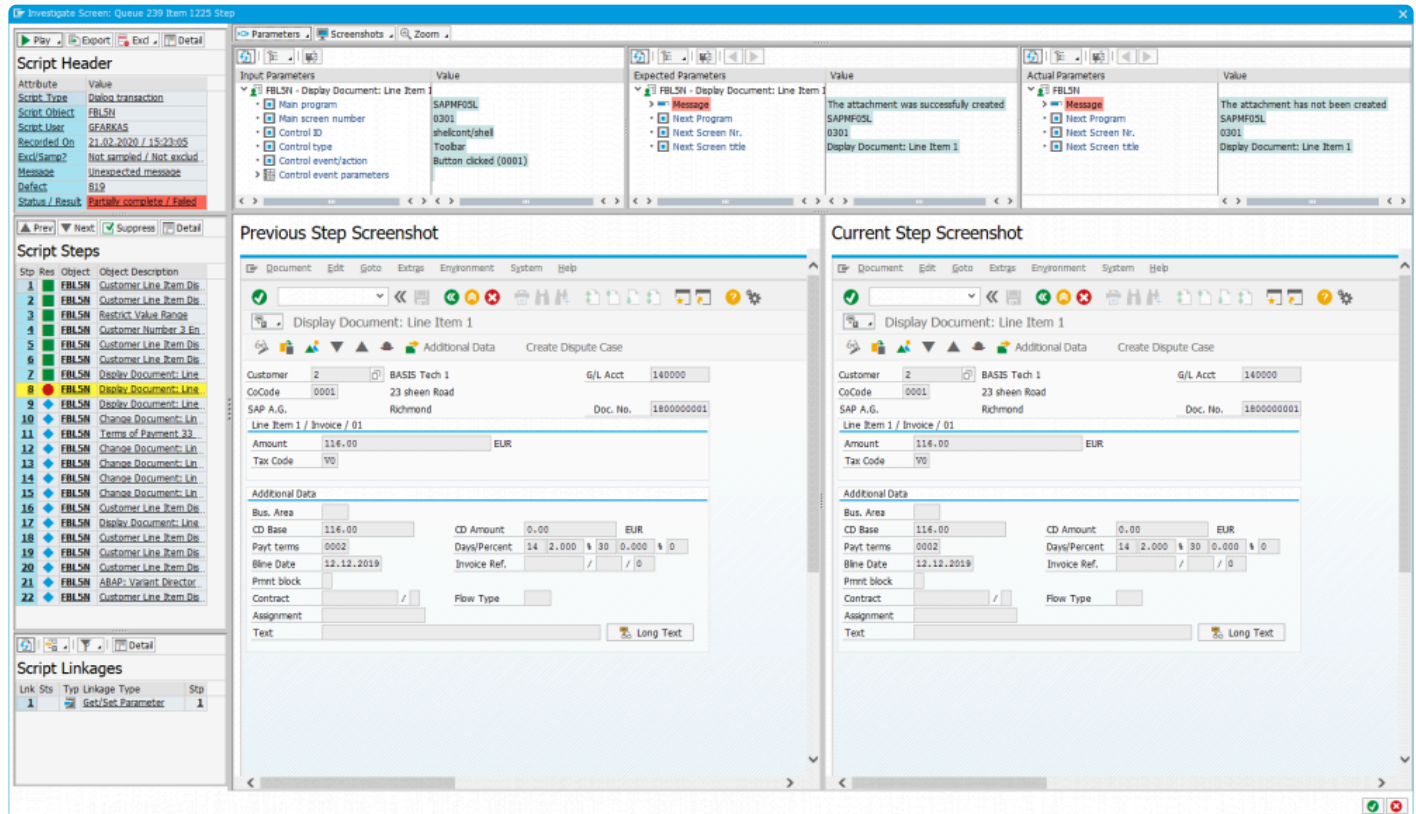 Investigate Screen: Queue 239 Item 1225 Step
Play Export Excl Detail
Script Header
Attribute Value
Script Type Dialog transaction
Script Object FBL5N
Script User GFARKAS
Recorded On 21.02.2020 / 15:23:05
Excl/Samp? Not sampled / Not exclud
Message Unexpected message
Defect 819
Status / Result Partially complete / Failed
Parameters Screenshots Zoom
Input Parameters Value
FBL5N - Display Document: Line Item 1
Main program SAPMF05L
Main screen number 0301
Control ID shellcont/shell
Control type Toolbar
Control event/action Button clicked (0001)
Control event parameters
Expected Parameters Value
FBL5N - Display Document: Line Item 1
Message The attachment was successfully created
Next Program SAPMF05L
Next Screen Nr. 0301
Next Screen title Display Document: Line Item 1
Actual Parameters Value
FBL5N
Message The attachment has not been created
Next Program SAPMF05L
Next Screen Nr. 0301
Next Screen title Display Document: Line Item 1
Prev Next Suppress Detail
Script Steps
Stp Res Object Object Description
1 FBL5N Customer Line Item Dis
2 FBL5N Customer Line Item Dis
3 FBL5N Restrict Value Range
4 FBL5N Customer Number 3 En
5 FBL5N Customer Line Item Dis
6 FBL5N Customer Line Item Dis
7 FBL5N Display Document: Line
8 FBL5N Display Document: Line
9 FBL5N Display Document: Line
10 FBL5N Change Document: Lin
11 FBL5N Terms of Payment 33
12 FBL5N Change Document: Lin
13 FBL5N Change Document: Lin
14 FBL5N Change Document: Lin
15 FBL5N Change Document: Lin
16 FBL5N Customer Line Item Dis
17 FBL5N Display Document: Line
18 FBL5N Customer Line Item Dis
19 FBL5N Customer Line Item Dis
20 FBL5N Customer Line Item Dis
21 FBL5N ABAP: Variant Director
22 FBL5N Customer Line Item Dis
Detail
Script Linkages
Lnk Sts Typ Linkage Type Stp
1 Get/Set Parameter 1
Previous Step Screenshot
Document Edit Goto Extras Environment System Help
Display Document: Line Item 1
Additional Data Create Dispute Case
Customer 2 BASIS Tech 1 G/L Acct 140000
CoCode 0001 23 sheen Road
SAP A.G. Richmond Doc. No. 1800000001
Line Item 1 / Invoice / 01
Amount 116.00 EUR
Tax Code V0
Additional Data
Bus. Area
CD Base 116.00 CD Amount 0.00 EUR
Payt terms 0002 Days/Percent 14 2.000 % 30 0.000 % 0
Bline Date 12.12.2019 Invoice Ref. / / 0
Pmnt block
Contract / Flow Type
Assignment
Text Long Text
Current Step Screenshot
Document Edit Goto Extras Environment System Help
Display Document: Line Item 1
Additional Data Create Dispute Case
Customer 2 BASIS Tech 1 G/L Acct 140000
CoCode 0001 23 sheen Road
SAP A.G. Richmond Doc. No. 1800000001
Line Item 1 / Invoice / 01
Amount 116.00 EUR
Tax Code V0
Additional Data
Bus. Area
CD Base 116.00 CD Amount 0.00 EUR
Payt terms 0002 Days/Percent 14 2.000 % 30 0.000 % 0
Bline Date 12.12.2019 Invoice Ref. / / 0
Pmnt block
Contract / Flow Type
Assignment
Text Long Text